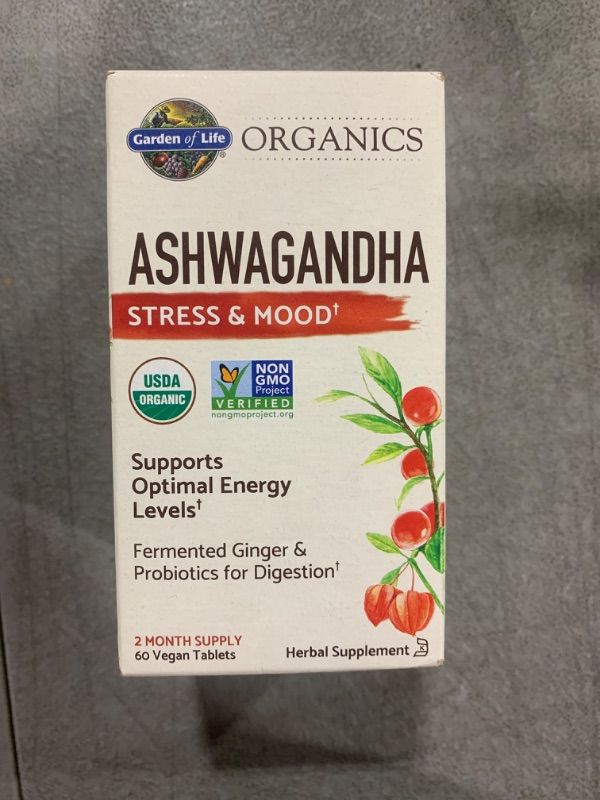 Garden of Life®
ORGANICS
ASHWAGANDHA
STRESS & MOOD†
USDA
ORGANIC
NON
GMO
Project
VERIFIED
nongmoproject.org
Supports
Optimal Energy
Levels†
Fermented Ginger &
Probiotics for Digestion†
2 MONTH SUPPLY
60 Vegan Tablets
Herbal Supplement
K